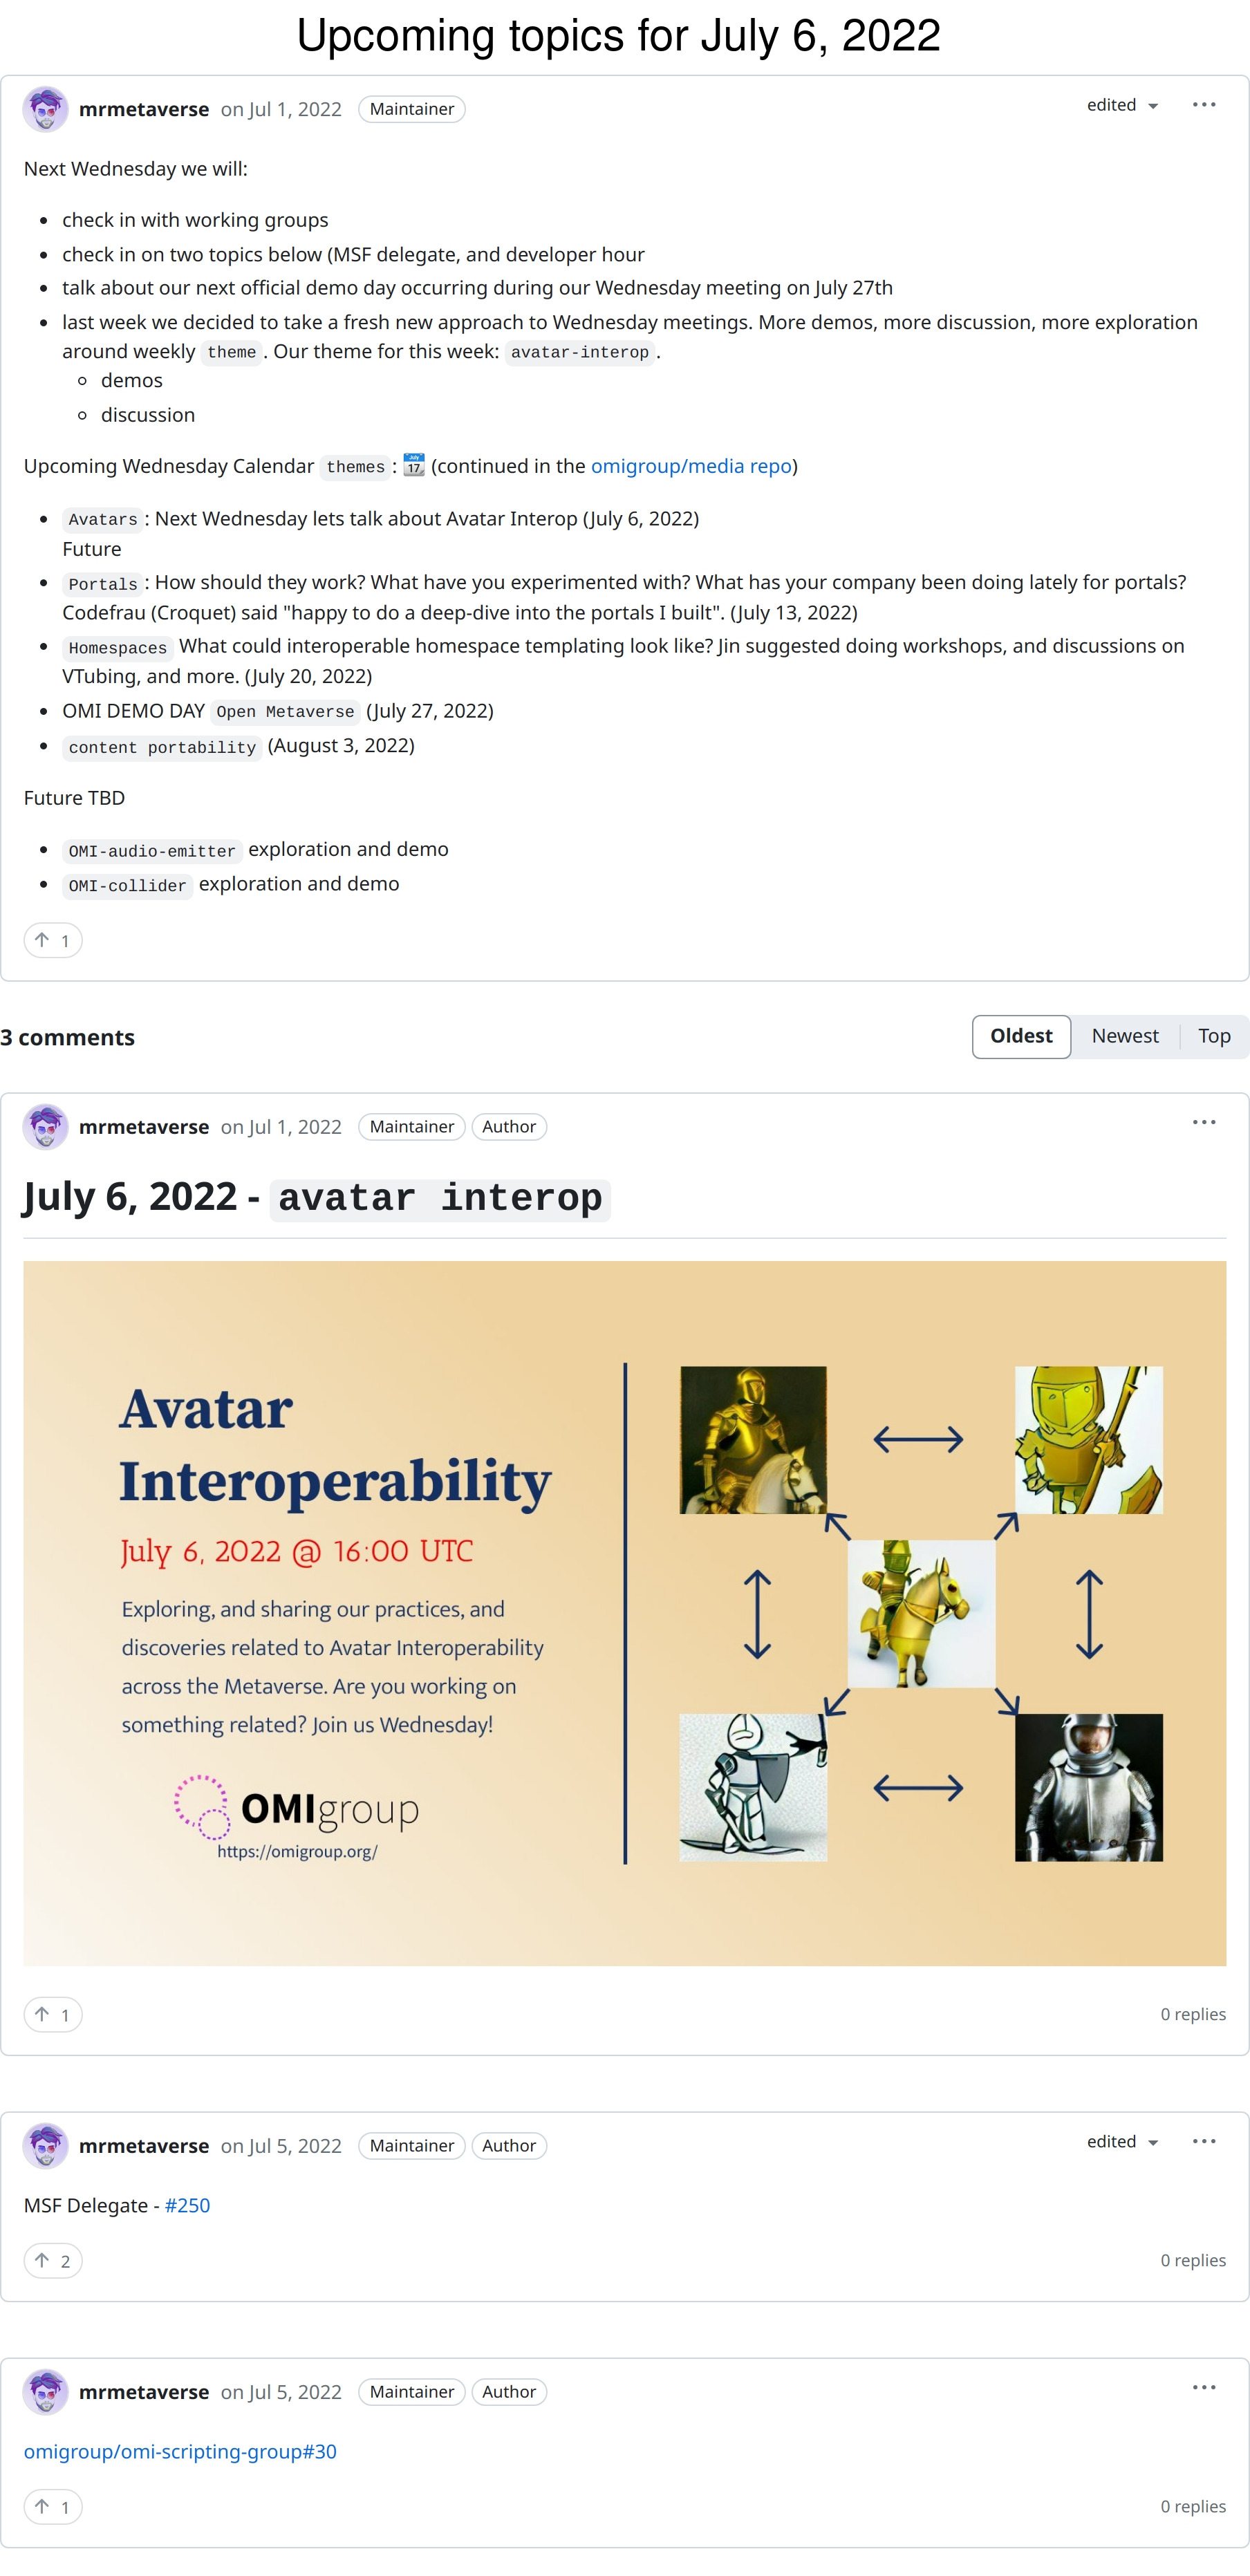 Upcoming topics for July 6, 2022
mrmetaverse on Jul 1, 2022 Maintainer edited
Next Wednesday we will:
check in with working groups
check in on two topics below (MSF delegate, and developer hour
talk about our next official demo day occurring during our Wednesday meeting on July 27th
last week we decided to take a fresh new approach to Wednesday meetings. More demos, more discussion, more exploration
around weekly theme. Our theme for this week: avatar-interop.
demos
discussion
Upcoming Wednesday Calendar themes: (continued in the omigroup/media repo)
Avatars: Next Wednesday lets talk about Avatar Interop (July 6, 2022)
Future
Portals: How should they work? What have you experimented with? What has your company been doing lately for portals?
Codefrau (Croquet) said "happy to do a deep-dive into the portals I built". (July 13, 2022)
Homespaces What could interoperable homespace templating look like? Jin suggested doing workshops, and discussions on
VTubing, and more. (July 20, 2022)
OMI DEMO DAY Open Metaverse (July 27, 2022)
content portability (August 3, 2022)
Future TBD
OMI-audio-emitter exploration and demo
OMI-collider exploration and demo
1
3 comments
Oldest Newest Top
mrmetaverse on Jul 1, 2022 Maintainer Author
July 6, 2022 - avatar interop
Avatar
Interoperability
July 6, 2022 @ 16:00 UTC
Exploring, and sharing our practices, and
discoveries related to Avatar Interoperability
across the Metaverse. Are you working on
something related? Join us Wednesday!
OMIgroup
https://omigroup.org/
1 0 replies
mrmetaverse on Jul 5, 2022 Maintainer Author edited
MSF Delegate - #250
2 0 replies
mrmetaverse on Jul 5, 2022 Maintainer Author
omigroup/omi-scripting-group#30
1 0 replies